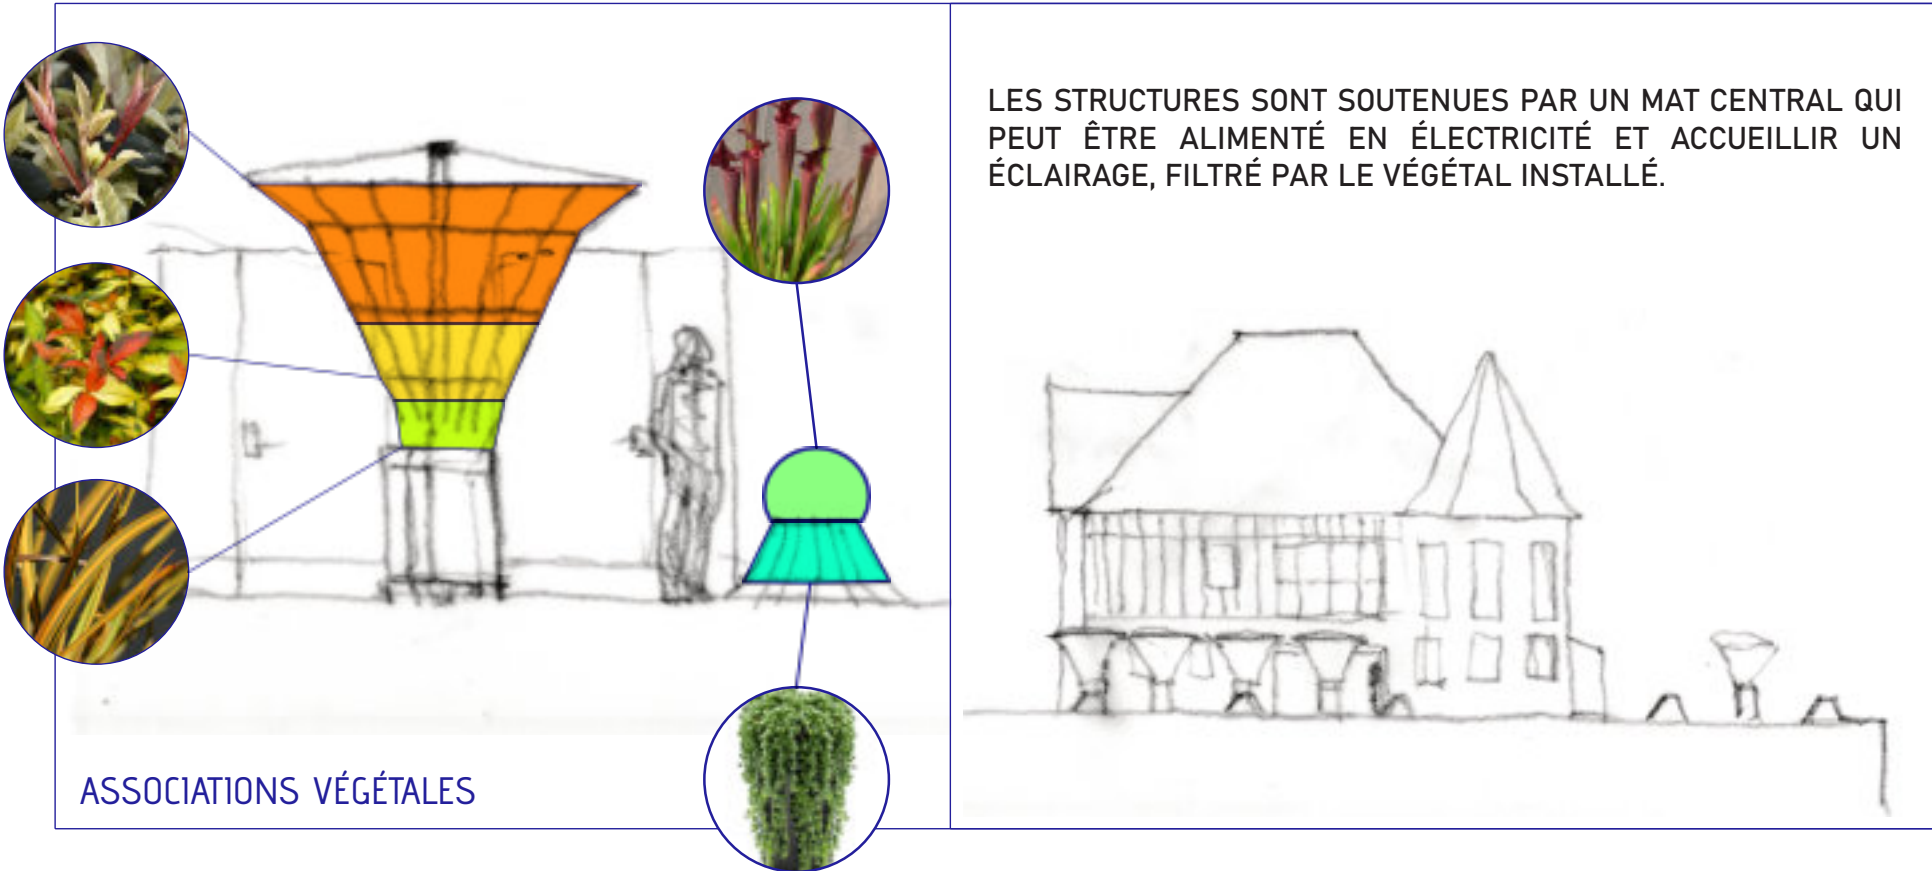 LES STRUCTURES SONT SOUTENUES PAR UN MAT CENTRAL QUI
PEUT ÊTRE ALIMENTÉ EN ÉLECTRICITÉ ET ACCUEILLIR UN
ÉCLAIRAGE, FILTRÉ PAR LE VÉGÉTAL INSTALLÉ.
ASSOCIATIONS VÉGÉTALES